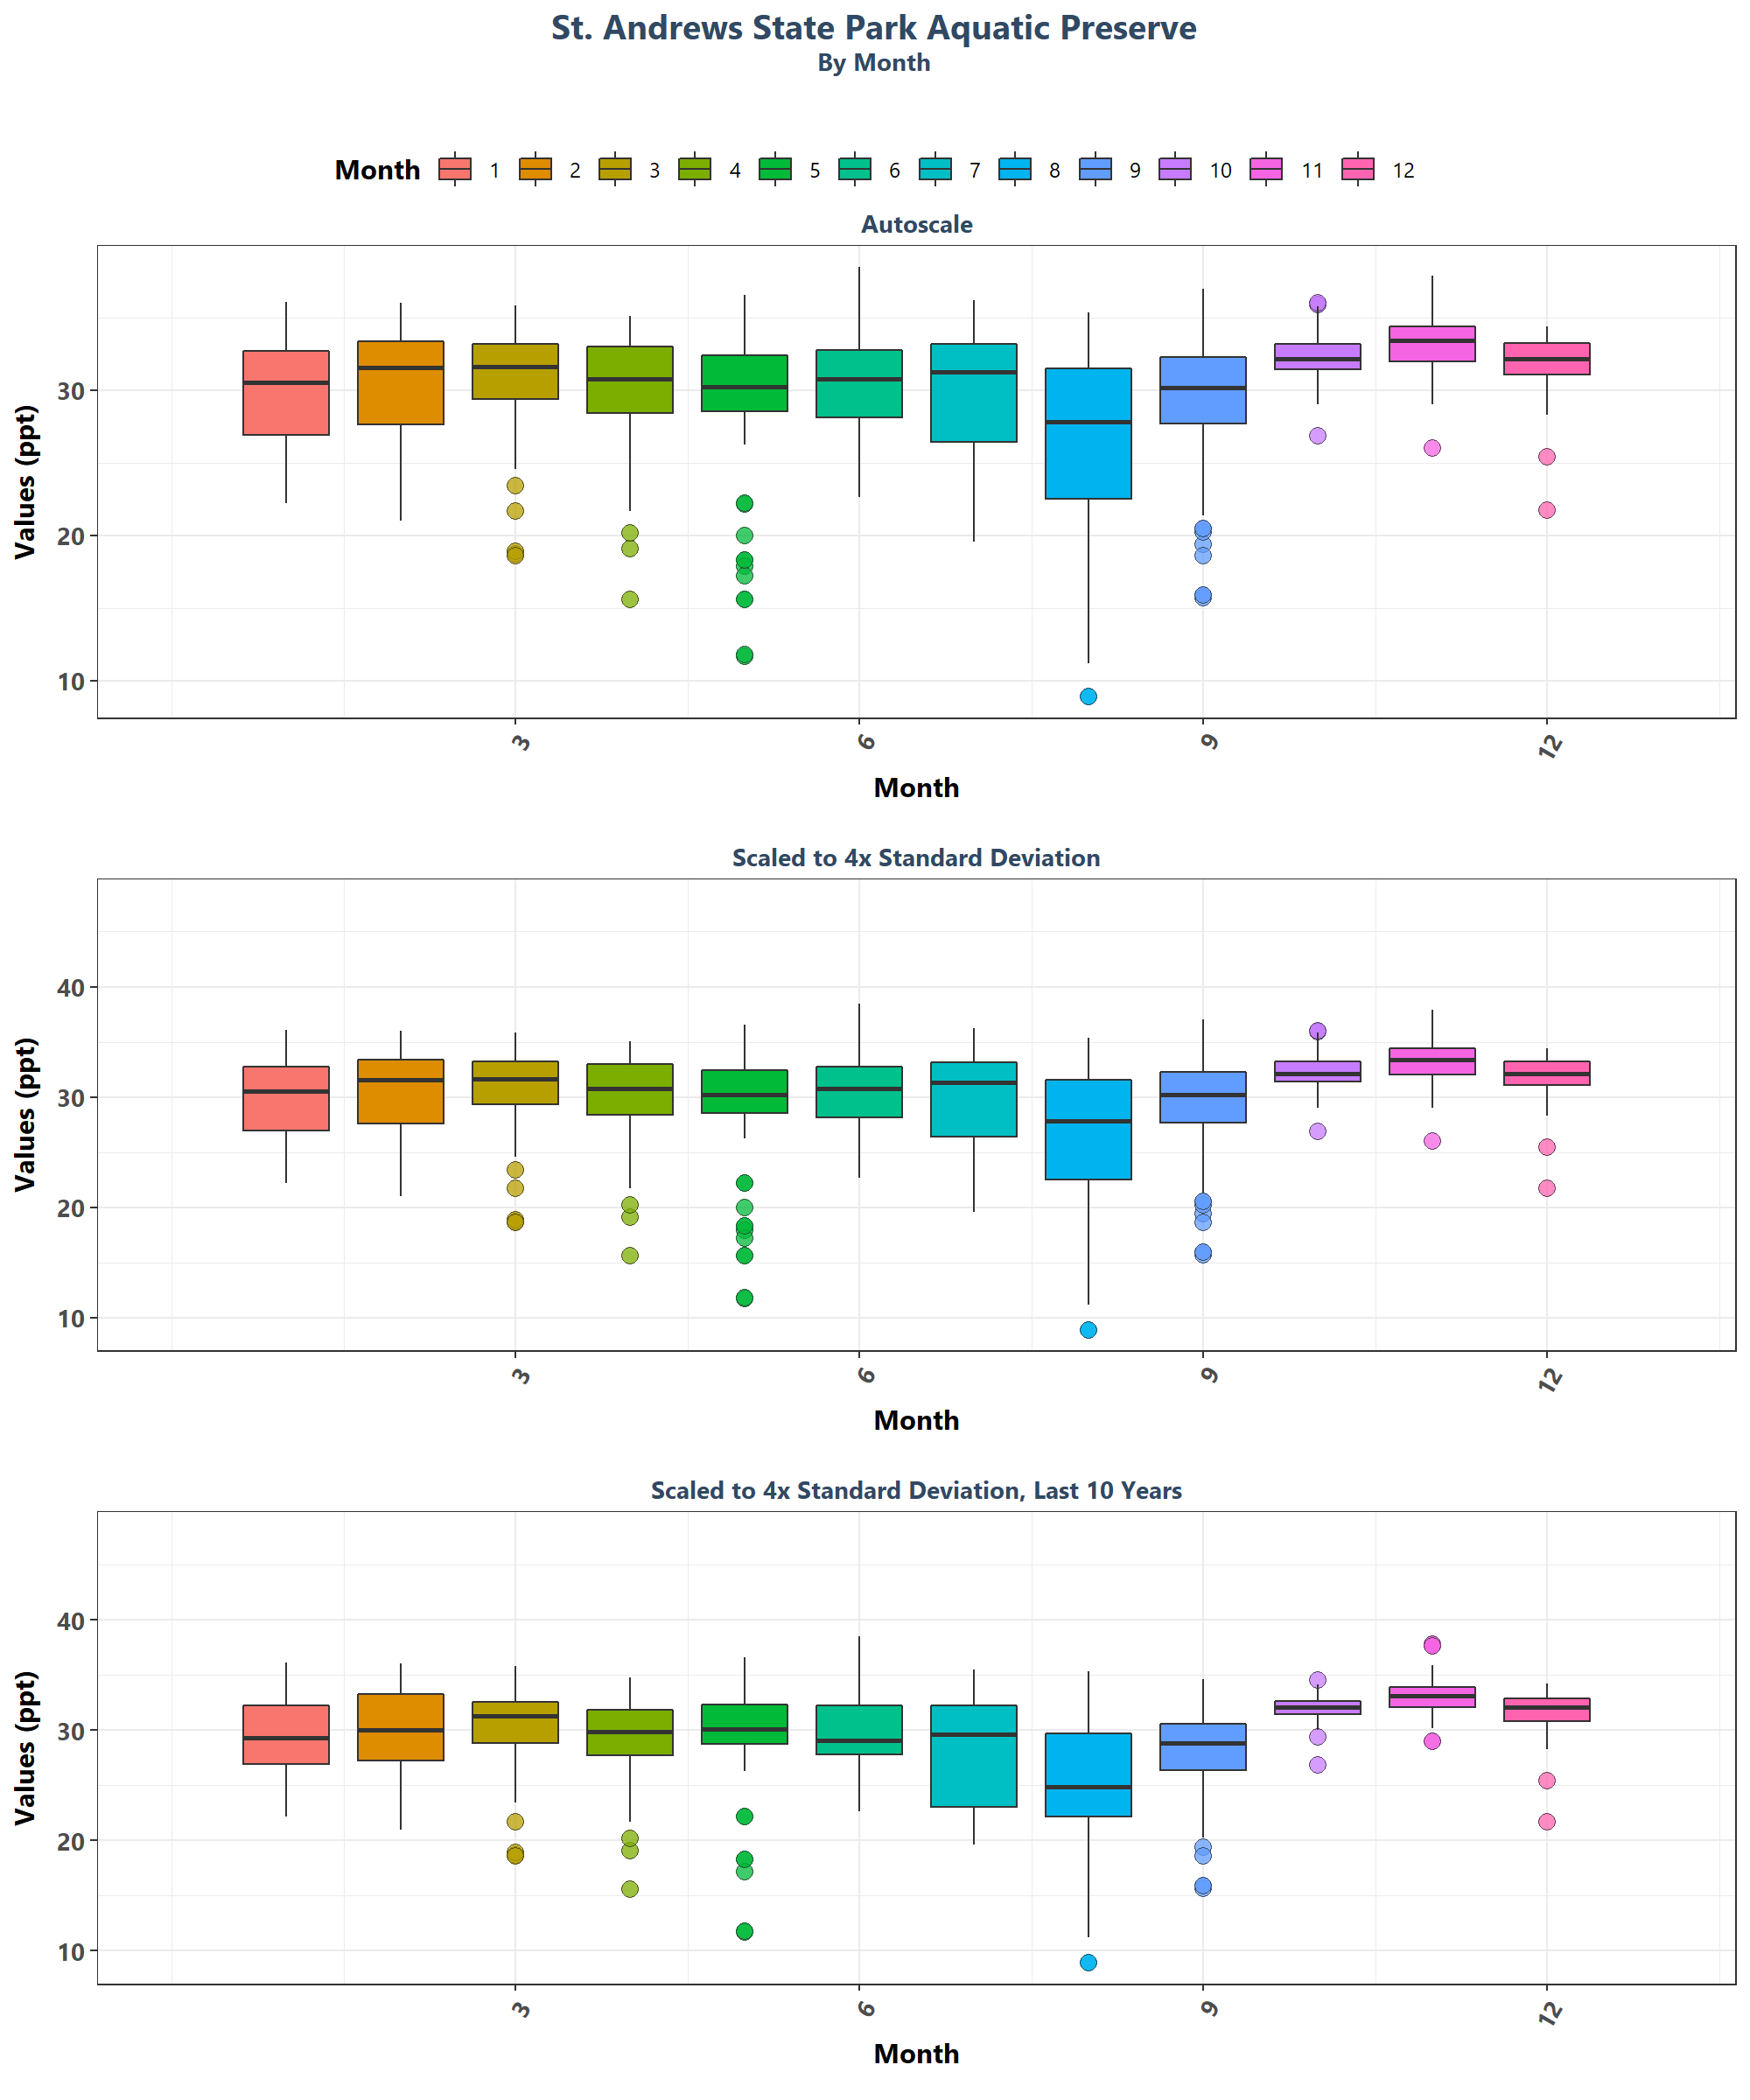 St. Andrews State Park Aquatic Preserve
By Month
Month 1 2 3 4 5 6 7 8 9 10 11 12
Autoscale
Values (ppt)
30
20
10
3 6 9 12
Month
Scaled to 4x Standard Deviation
Values (ppt)
40
30
20
10
3 6 9 12
Month
Scaled to 4x Standard Deviation, Last 10 Years
Values (ppt)
40
30
20
10
3 6 9 12
Month